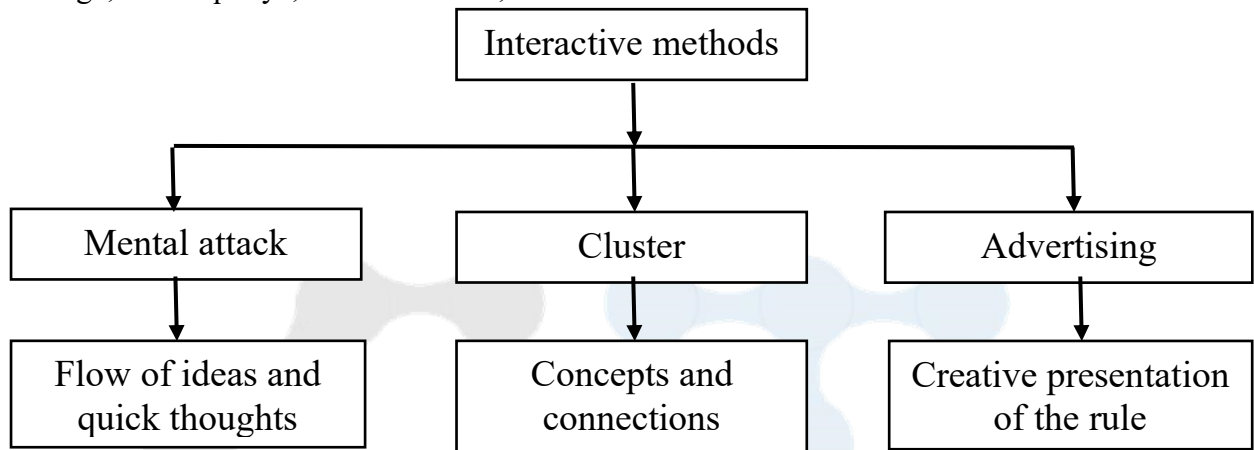 Interactive methods
Mental attack
Cluster
Advertising
Flow of ideas and
quick thoughts
Concepts and
connections
Creative presentation
of the rule